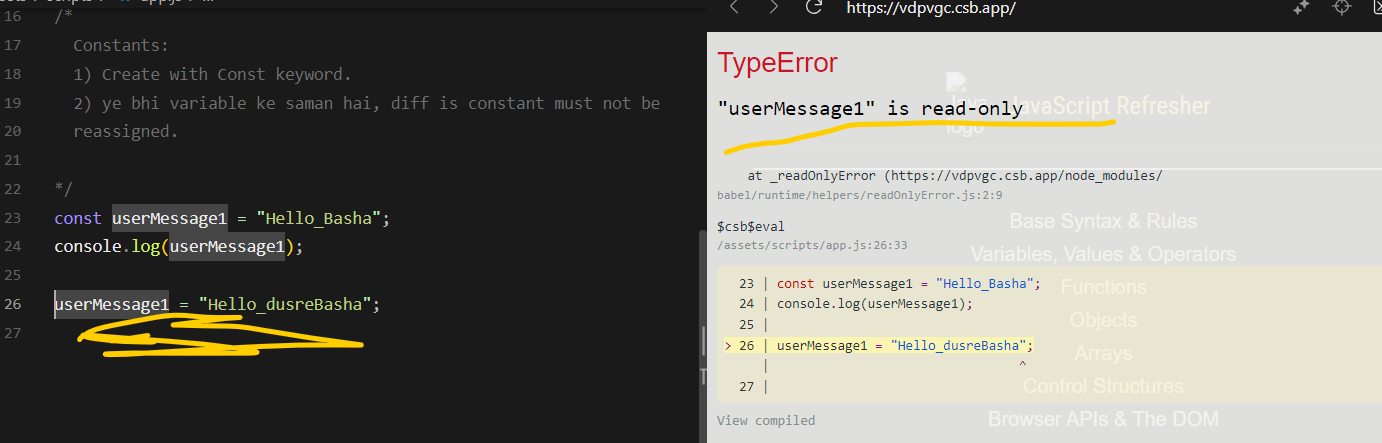 16 /*
17 Constants:
18 1) Create with Const keyword.
19 2) ye bhi variable ke saman hai, diff is constant must not be
20 reassigned.
21
22 */
23 const userMessage1 = "Hello_Basha";
24 console.log(userMessage1);
25
26 userMessage1 = "Hello_dusreBasha";
27
https://vdpvgc.csb.app/
TypeError
"userMessage1" is read-only
JavaScript Refresher
logo
at _readOnlyError (https://vdpvgc.csb.app/node_modules/
babel/runtime/helpers/readOnlyError.js:2:9
$csb$eval
/assets/scripts/app.js:26:33
Base Syntax & Rules
Variables, Values & Operators
Functions
Objects
Arrays
Control Structures
Browser APIs & The DOM
23 | const userMessage1 = "Hello_Basha";
24 | console.log(userMessage1);
25 |
> 26 | userMessage1 = "Hello_dusreBasha";
| ^
27 |
View compiled